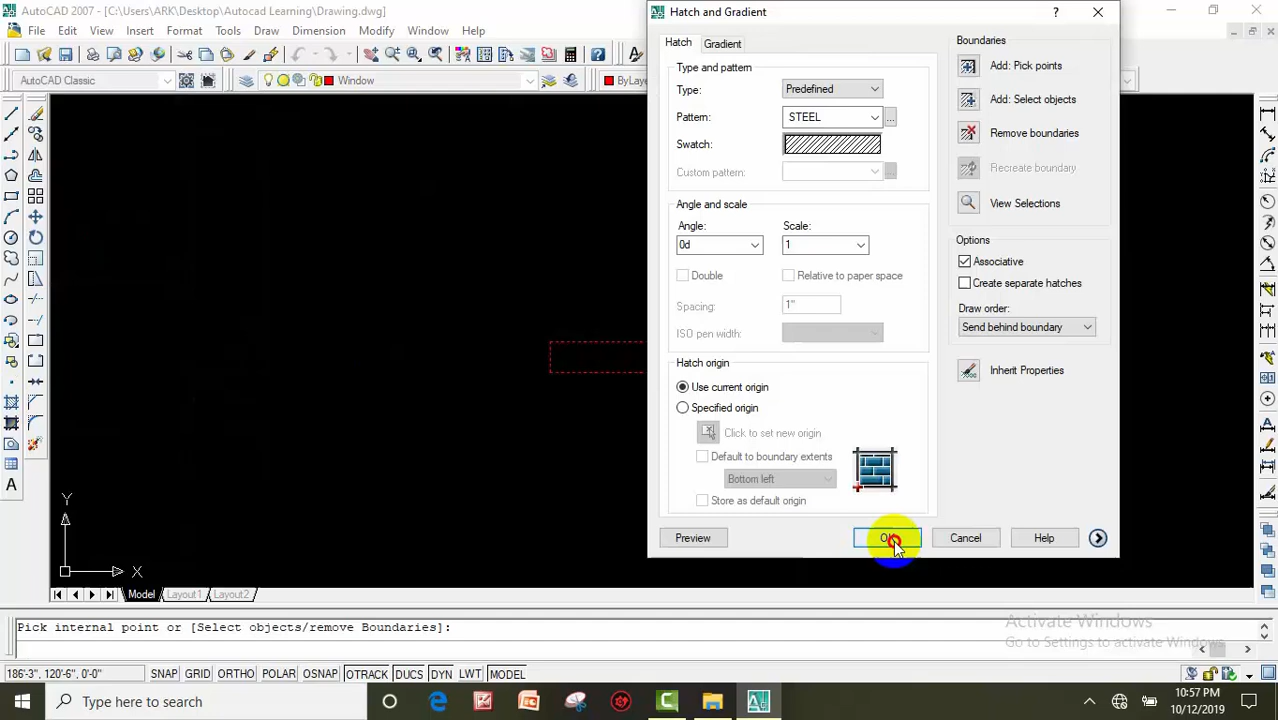 AutoCAD 2007 - [C:\Users\ARK\Desktop\Autocad Learning\Drawing.dwg]
File Edit View Insert Format Tools Draw Dimension Modify Window Help
AutoCAD Classic
Window
ByLaye
Hatch and Gradient
?
Hatch
Gradient
Type and pattern
Type:
Predefined
Pattern:
STEEL
...
Swatch:
Custom pattern:
...
Angle and scale
Angle:
Scale:
0d
1
Double
Relative to paper space
Spacing:
1"
ISO pen width:
Hatch origin
Use current origin
Specified origin
Click to set new origin
Default to boundary extents
Bottom left
Store as default origin
Boundaries
Add: Pick points
Add: Select objects
Remove boundaries
Recreate boundary
View Selections
Options
Associative
Create separate hatches
Draw order:
Send behind boundary
Inherit Properties
Preview
OK
Cancel
Help
Y
X
Model
Layout1
Layout2
Pick internal point or [Select objects/remove Boundaries]:
Activate Windows
Go to Settings to activate Windows.
186'-3", 120'-6", 0'-0"
SNAP GRID ORTHO POLAR OSNAP OTRACK DUCS DYN LWT MODEL
Type here to search
10:57 PM
10/12/2019